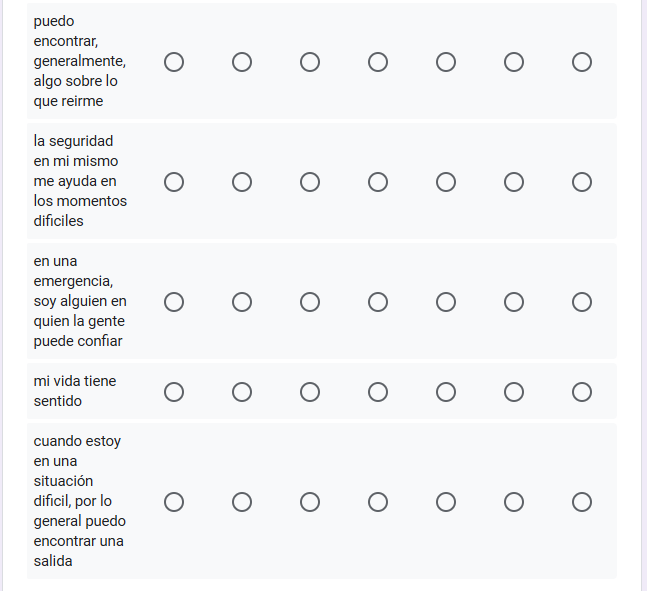 puedo
encontrar,
generalmente,
algo sobre lo
que reirme
la seguridad
en mi mismo
me ayuda en
los momentos
dificiles
en una
emergencia,
soy alguien en
quien la gente
puede confiar
mi vida tiene
sentido
cuando estoy
en una
situación
dificil, por lo
general puedo
encontrar una
salida